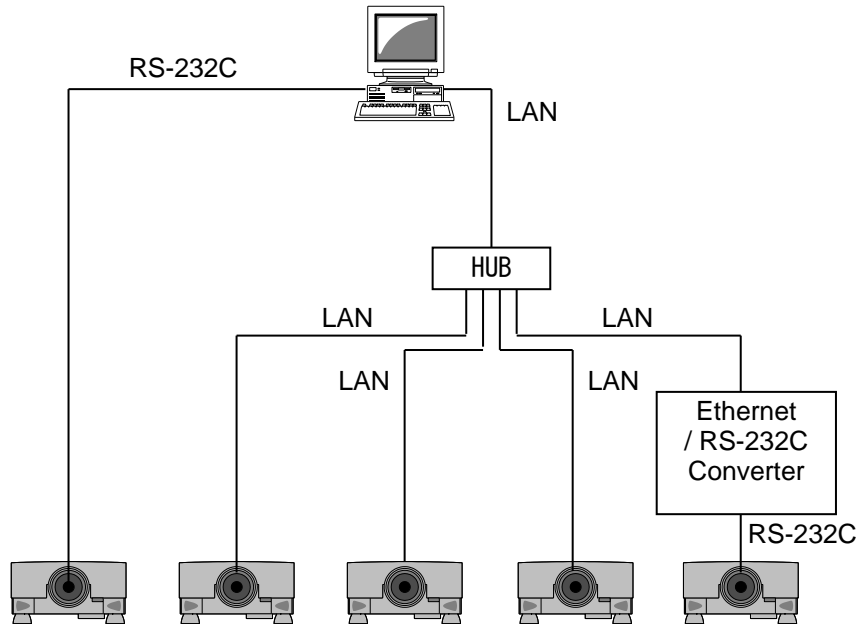 RS-232C
LAN
HUB
LAN
LAN
LAN
LAN
Ethernet
/ RS-232C
Converter
RS-232C